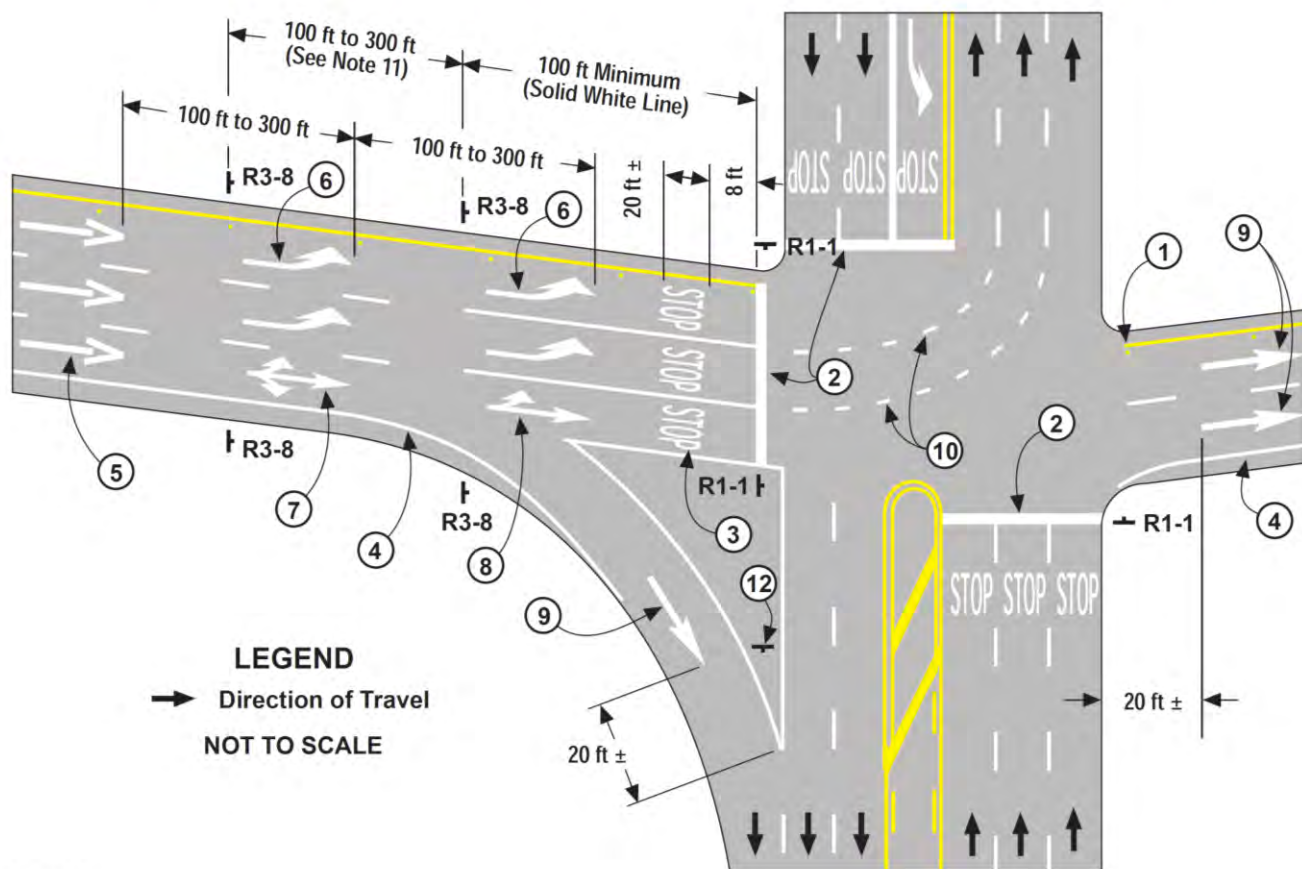 100 ft to 300 ft
(See Note 11)
100 ft Minimum
(Solid White Line)
100 ft to 300 ft
100 ft to 300 ft
20 ft ±
8 ft
R3-8
6
R3-8
6
R1-1
STOP
STOP
STOP
1
9
STOP
STOP
STOP
2
10
2
5
R3-8
7
4
R3-8
8
R1-1
3
R1-1
4
12
9
STOP
STOP
STOP
LEGEND
Direction of Travel
NOT TO SCALE
20 ft ±
20 ft ±